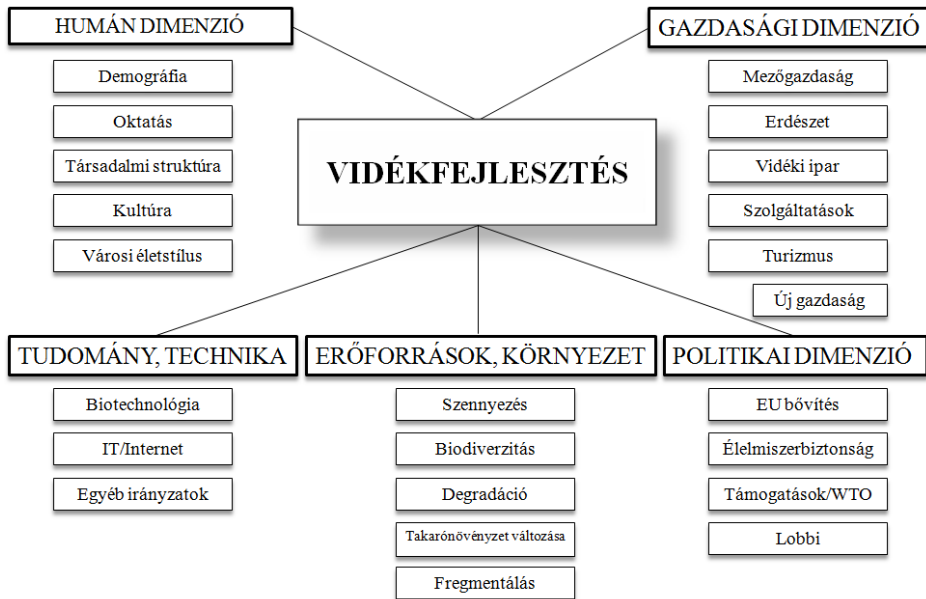 HUMÁN DIMENZIÓ
Demográfia
Oktatás
Társadalmi struktúra
Kultúra
Városi életstílus
GAZDASÁGI DIMENZIÓ
Mezőgazdaság
Erdészet
Vidéki ipar
Szolgáltatások
Turizmus
Új gazdaság
VIDÉKFEJLESZTÉS
TUDOMÁNY, TECHNIKA
Biotechnológia
IT/Internet
Egyéb irányzatok
ERŐFORRÁSOK, KÖRNYEZET
Szennyezés
Biodiverzitás
Degradáció
Takarónövényzet változása
Fregmentálás
POLITIKAI DIMENZIÓ
EU bővítés
Élelmiszerbiztonság
Támogatások/WTO
Lobbi